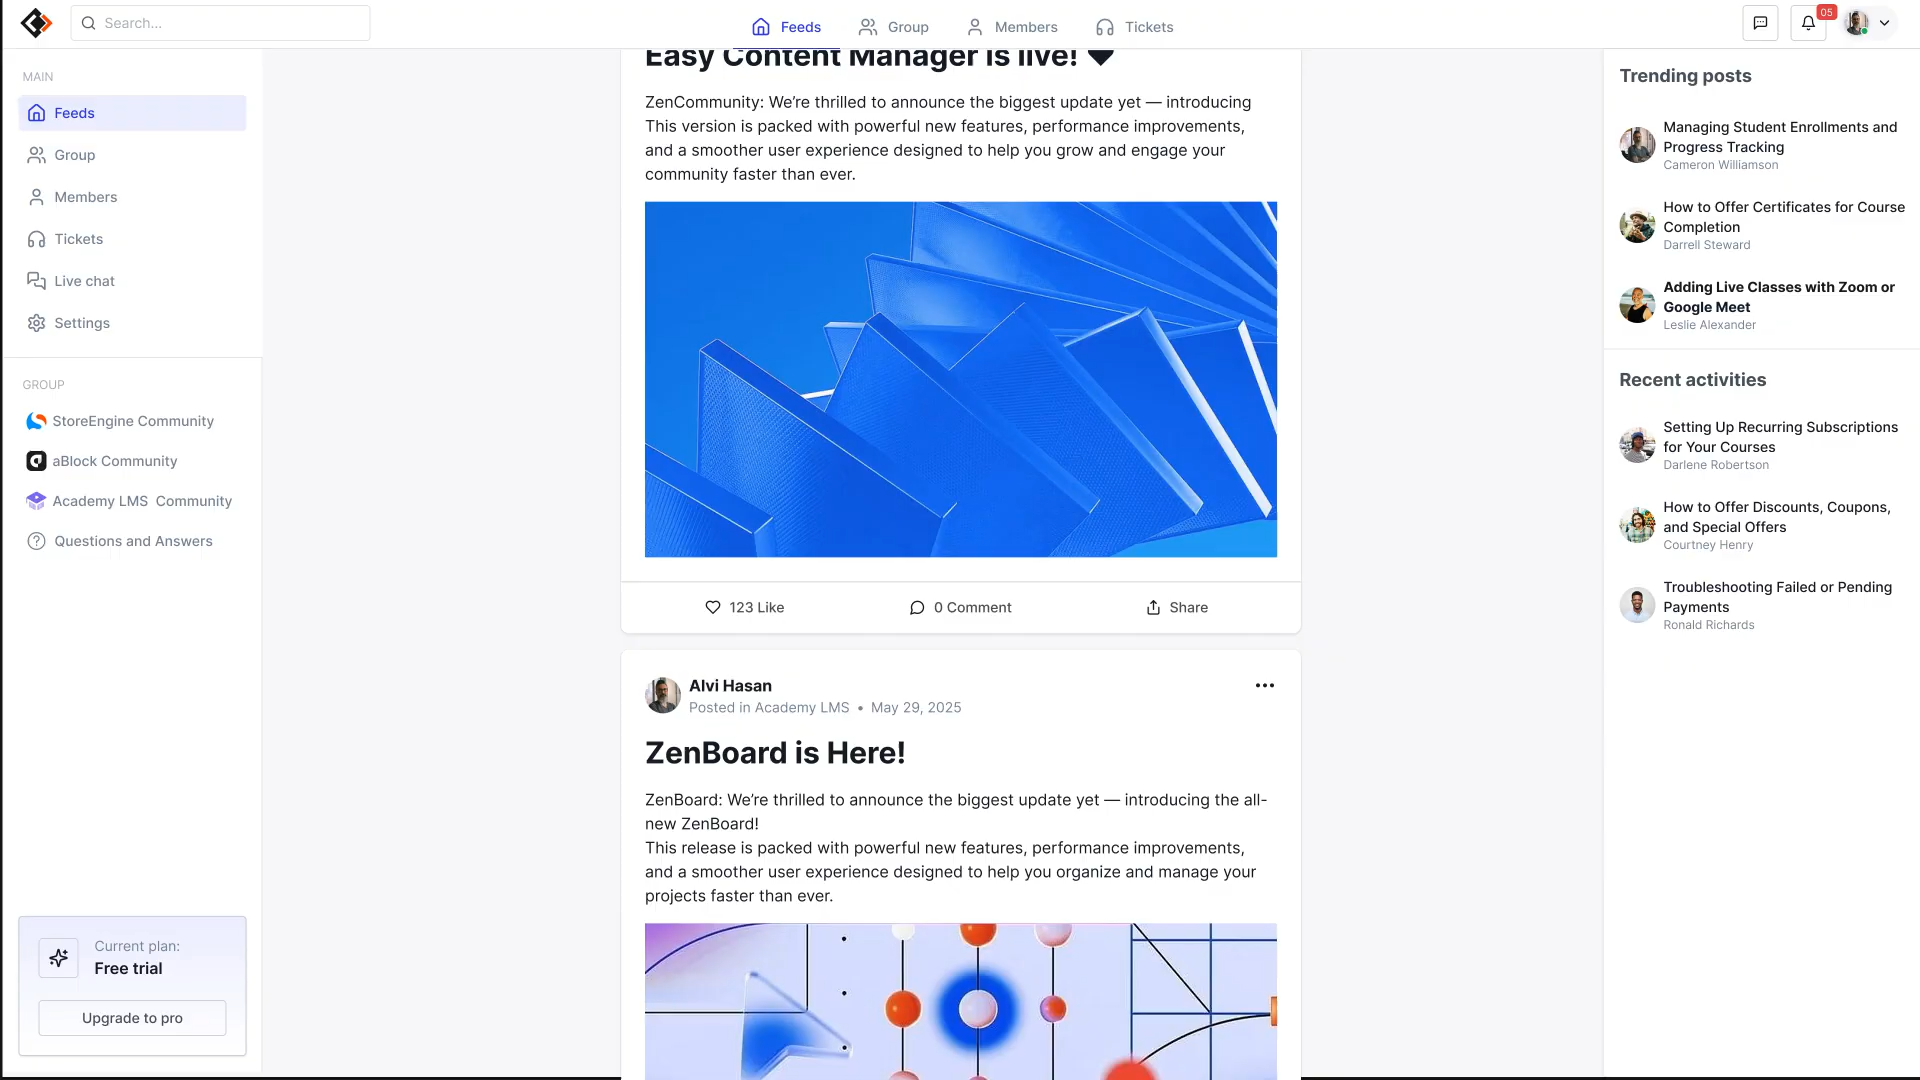 Search...
Feeds
Group
Members
Tickets
05
MAIN
Feeds
Group
Members
Tickets
Live chat
Settings
GROUP
StoreEngine Community
aBlock Community
Academy LMS  Community
Questions and Answers
Current plan:
Free trial
Upgrade to pro
Easy Content Manager is live! ❤
ZenCommunity: We’re thrilled to announce the biggest update yet — introducing
This version is packed with powerful new features, performance improvements,
and a smoother user experience designed to help you grow and engage your
community faster than ever.
123 Like
0 Comment
Share
Alvi Hasan
Posted in Academy LMS • May 29, 2025
ZenBoard is Here!
ZenBoard: We’re thrilled to announce the biggest update yet — introducing the all-
new ZenBoard!
This release is packed with powerful new features, performance improvements,
and a smoother user experience designed to help you organize and manage your
projects faster than ever.
Trending posts
Managing Student Enrollments and
Progress Tracking
Cameron Williamson
How to Offer Certificates for Course
Completion
Darrell Steward
Adding Live Classes with Zoom or
Google Meet
Leslie Alexander
Recent activities
Setting Up Recurring Subscriptions
for Your Courses
Darlene Robertson
How to Offer Discounts, Coupons,
and Special Offers
Courtney Henry
Troubleshooting Failed or Pending
Payments
Ronald Richards